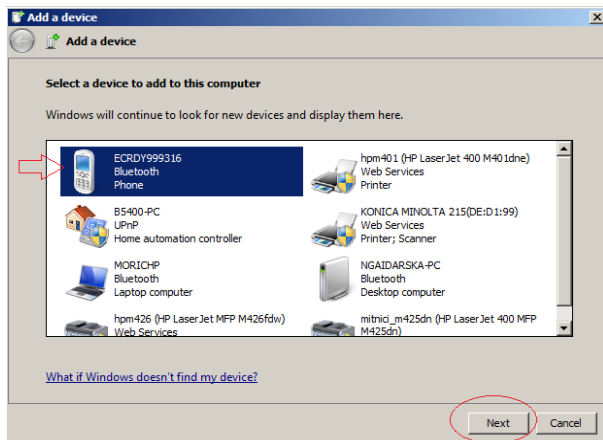 Add a device
Add a device
Select a device to add to this computer
Windows will continue to look for new devices and display them here.
ECRDY999316
Bluetooth
Phone
hpm401 (HP LaserJet 400 M401dne)
Web Services
Printer
B5400-PC
UPnP
Home automation controller
KONICA MINOLTA 215(DE:D1:99)
Web Services
Printer; Scanner
MORICHP
Bluetooth
Laptop computer
NGAIDARSKA-PC
Bluetooth
Desktop computer
hpm426 (HP LaserJet MFP M426fdw)
Web Services
mitnici_m425dn (HP LaserJet 400 MFP
M425dn)
What if Windows doesn't find my device?
Next
Cancel